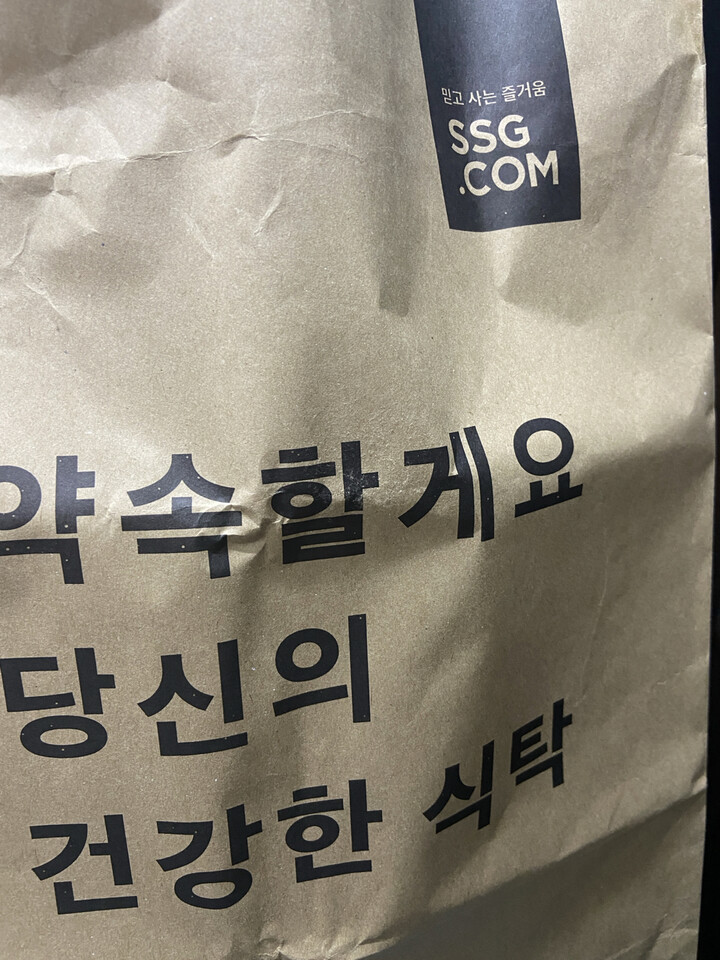 믿고 사는 즐거움
SSG
.COM
약속할게요
당신의
건강한 식탁